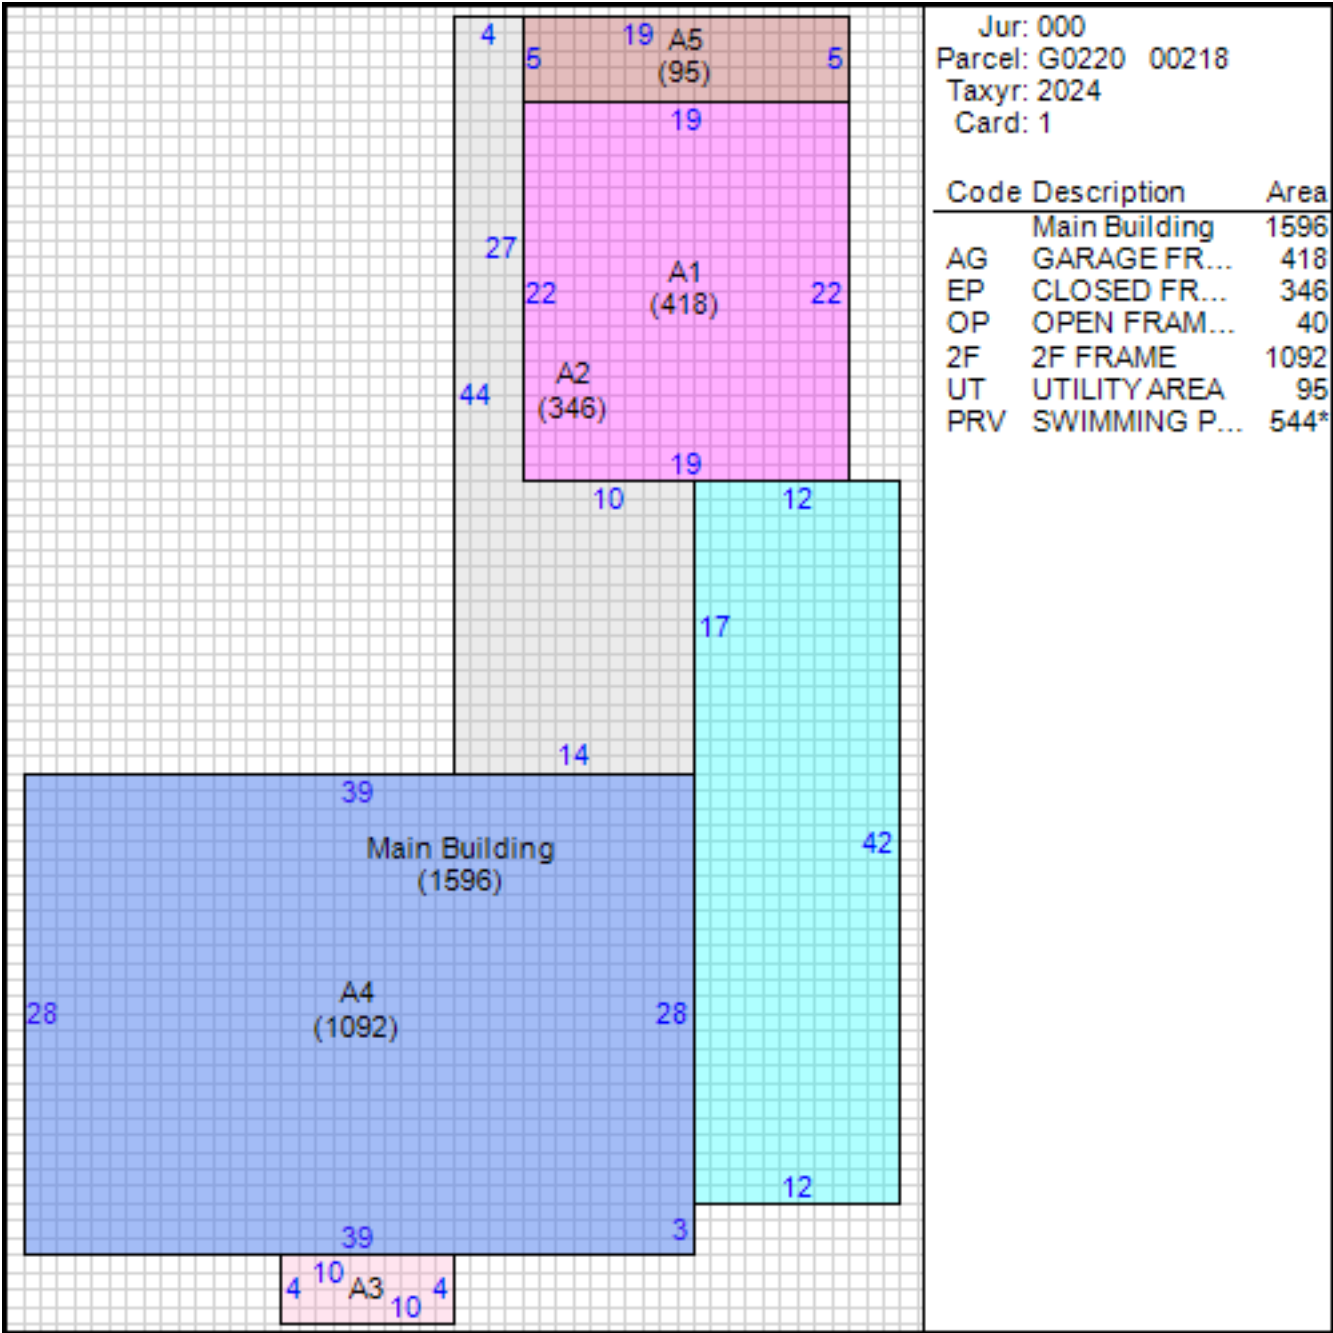 Jur: 000
Parcel: G0220 00218
Taxyr: 2024
Card: 1
Code Description Area
Main Building 1596
AG GARAGE FR... 418
EP CLOSED FR... 346
OP OPEN FRAM... 40
2F 2F FRAME 1092
UT UTILITY AREA 95
PRV SWIMMING P... 544*
4
19
A5
5
5
(95)
19
27
A1
22
(418)
22
A2
44
(346)
19
10
12
17
14
39
42
Main Building
(1596)
A4
28
(1092)
28
12
39
3
10
4
A3
4
10